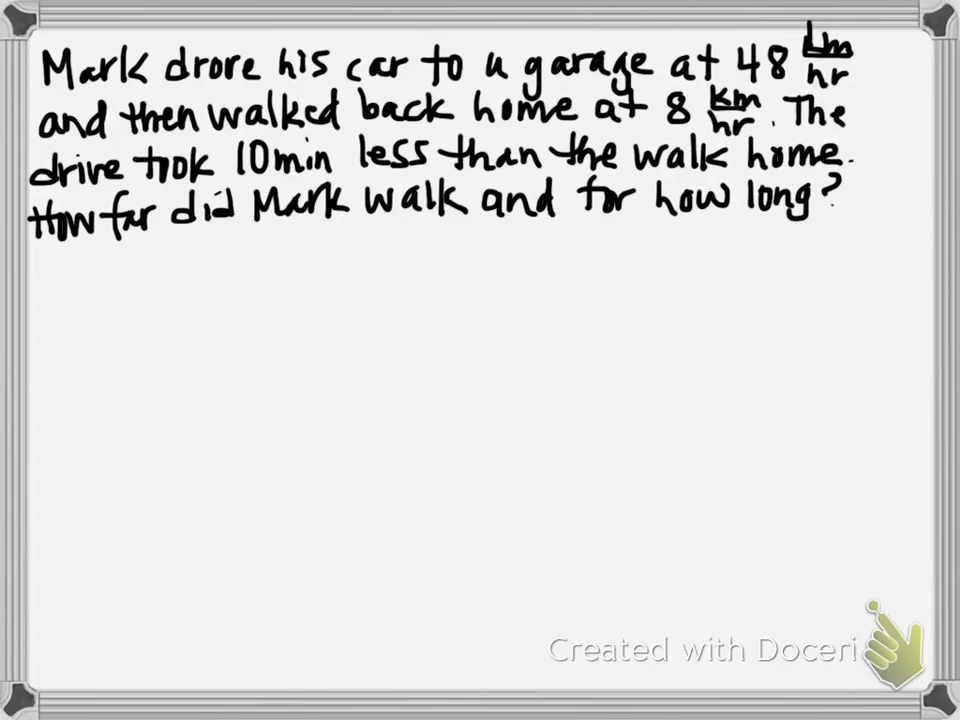 Mark drove his car to a garage at 48 km/hr
and then walked back home at 8 km/hr. The
drive took 10min less than the walk home.
How far did Mark walk and for how long?
Created with Doceri